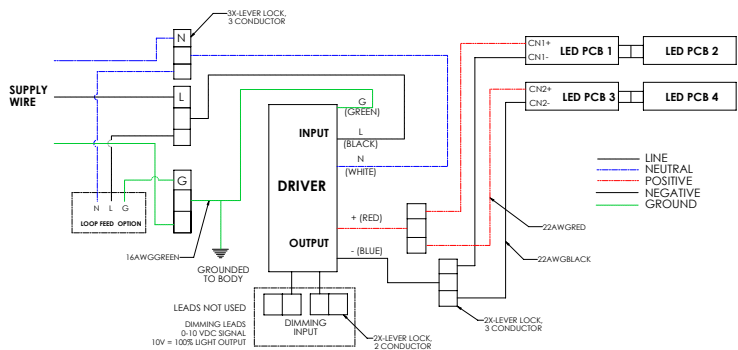 3X-LEVER LOCK,
3 CONDUCTOR
N
L
G
SUPPLY
WIRE
N L G
LOOP FEED OPTION
16AWGGREEN
GROUNDED
TO BODY
INPUT
DRIVER
OUTPUT
G
(GREEN)
L
(BLACK)
N
(WHITE)
+ (RED)
- (BLUE)
LEADS NOT USED
DIMMING LEADS
0-10 VDC SIGNAL
10V = 100% LIGHT OUTPUT
DIMMING
INPUT
2X-LEVER LOCK,
2 CONDUCTOR
2X-LEVER LOCK,
3 CONDUCTOR
CN1+
CN1-
LED PCB 1
LED PCB 2
CN2+
CN2-
LED PCB 3
LED PCB 4
LINE
NEUTRAL
POSITIVE
NEGATIVE
GROUND
22AWGRED
22AWGBLACK